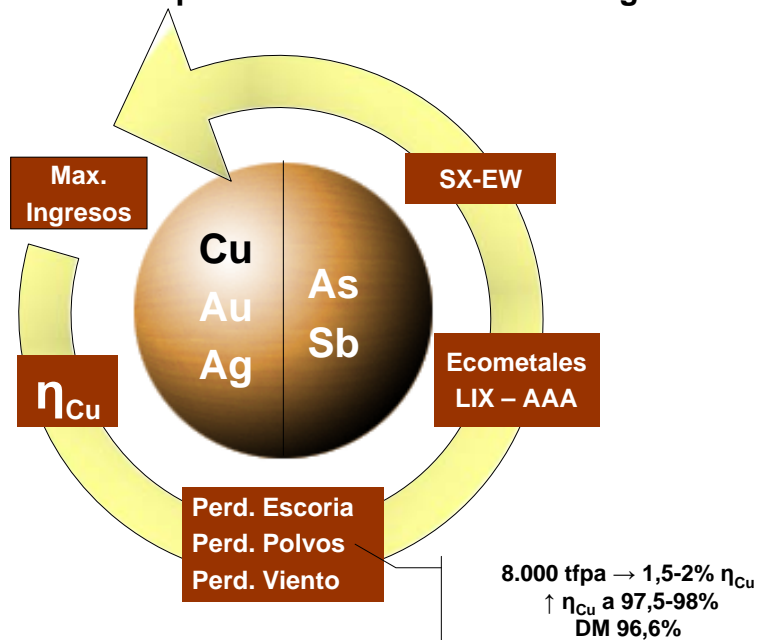 Max.
Ingresos
SX-EW
Cu
Au
Ag
As
Sb
Ecometales
LIX – AAA
ηCu
Perd. Escoria
Perd. Polvos
Perd. Viento
8.000 tfpa → 1,5-2% ηCu
↑ ηCu a 97,5-98%
DM 96,6%